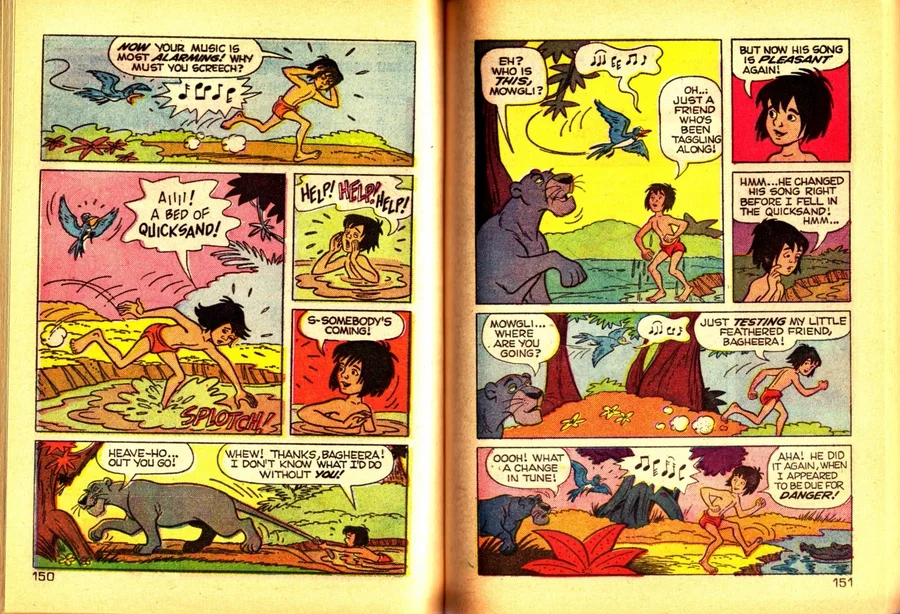 NOW YOUR MUSIC IS
MOST ALARMING! WHY
MUST YOU SCREECH?
AIIII!
A BED OF
QUICKSAND!
SPLOTCH!
HELP! HELP! HELP!
S-SOMEBODY'S
COMING!
HEAVE-HO...
OUT YOU GO!
WHEW! THANKS, BAGHEERA!
I DON'T KNOW WHAT I'D DO
WITHOUT YOU!
150
EH?
WHO IS
THIS,
MOWGLI?
OH...
JUST A
FRIEND
WHO'S
BEEN
TAGGLING
ALONG!
BUT NOW HIS SONG
IS PLEASANT
AGAIN!
HMM...HE CHANGED
HIS SONG RIGHT
BEFORE I FELL IN
THE QUICKSAND!
HMM...
MOWGLI...
WHERE
ARE YOU
GOING?
JUST TESTING MY LITTLE
FEATHERED FRIEND,
BAGHEERA!
OOOH! WHAT
A CHANGE
IN TUNE!
AHA! HE DID
IT AGAIN, WHEN
I APPEARED
TO BE DUE FOR
DANGER!
151